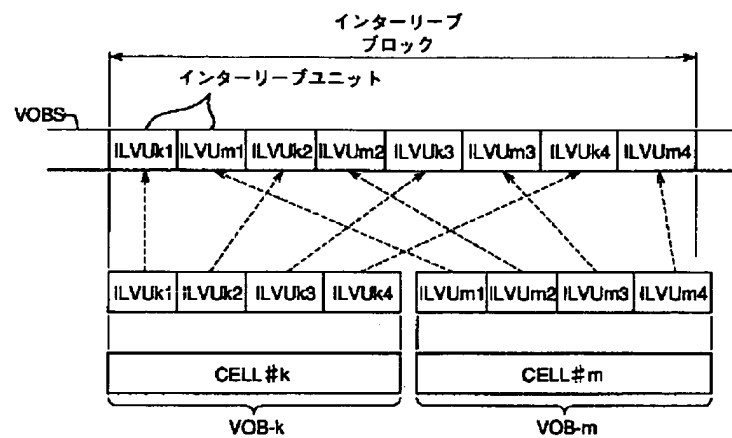 インターリーブ
ブロック
インターリーブユニット
VOBS
ILVUk1 ILVUm1 ILVUk2 ILVUm2 ILVUk3 ILVUm3 ILVUk4 ILVUm4
ILVUk1 ILVUk2 ILVUk3 ILVUk4 ILVUm1 ILVUm2 ILVUm3 ILVUm4
CELL#k CELL#m
VOB-k VOB-m